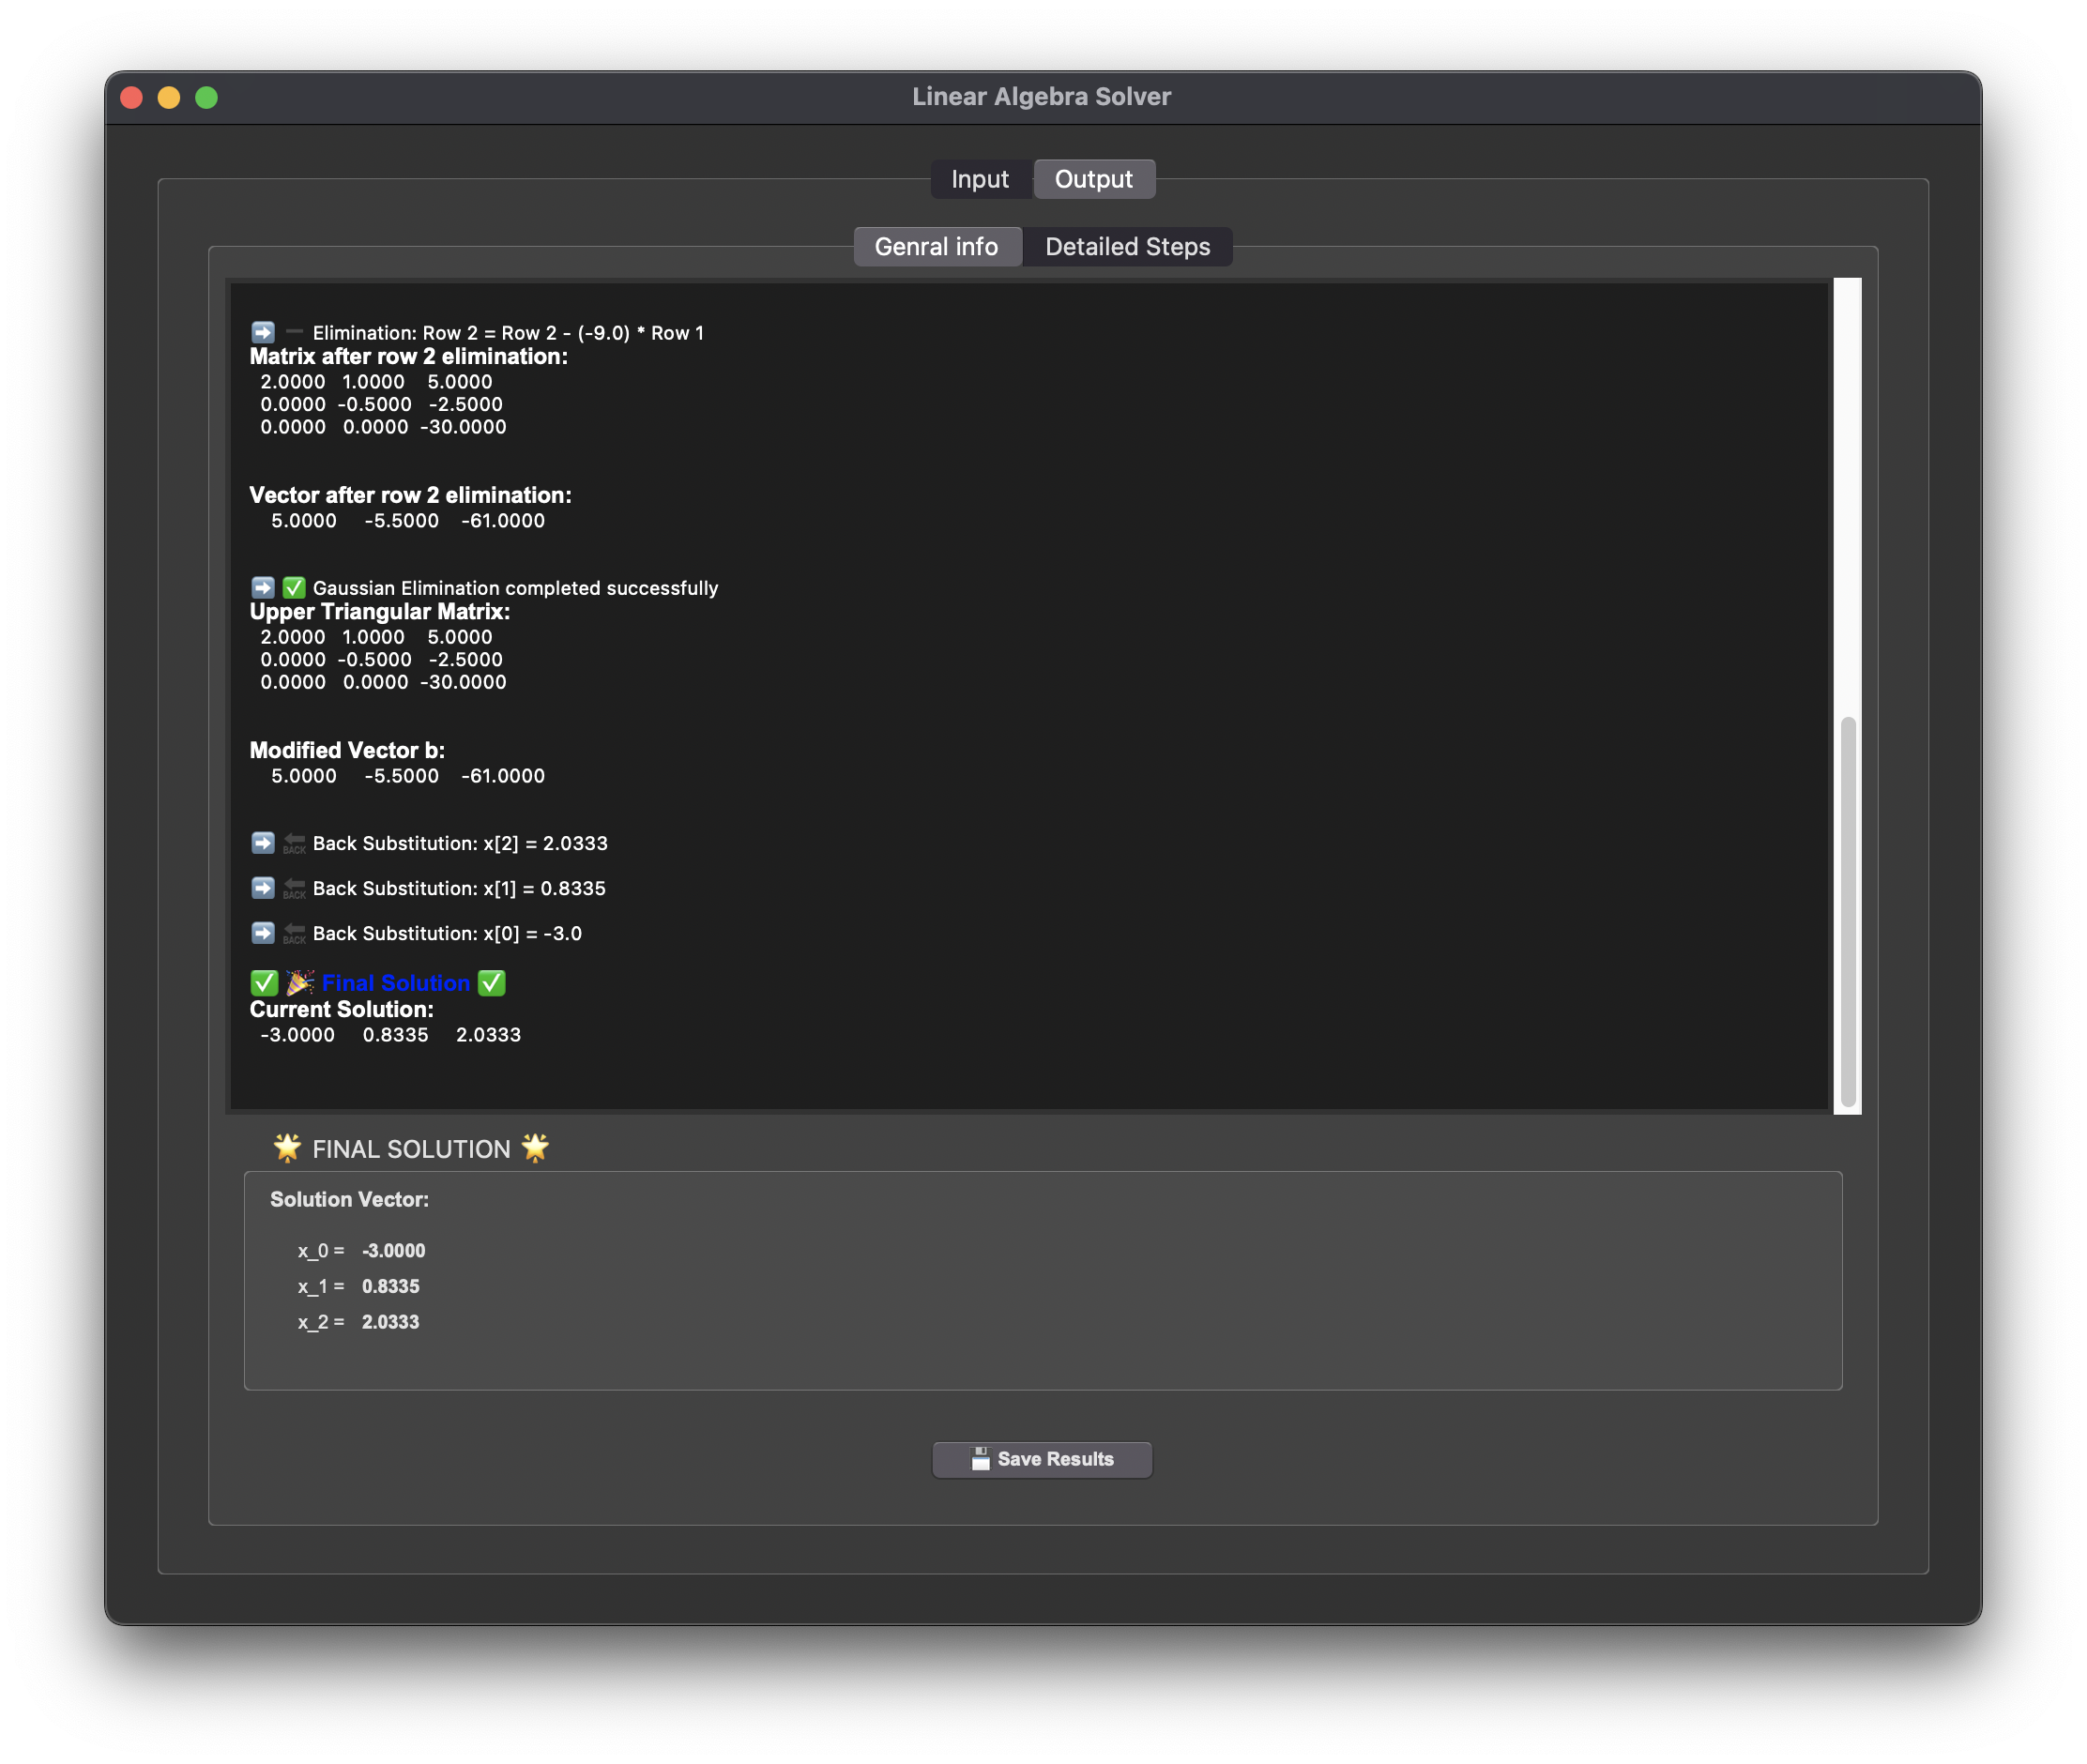 Linear Algebra Solver
Input Output
Genral info Detailed Steps
➡️ ➖ Elimination: Row 2 = Row 2 - (-9.0) * Row 1
Matrix after row 2 elimination:
2.0000 1.0000 5.0000
0.0000 -0.5000 -2.5000
0.0000 0.0000 -30.0000
Vector after row 2 elimination:
5.0000 -5.5000 -61.0000
➡️ ✅ Gaussian Elimination completed successfully
Upper Triangular Matrix:
2.0000 1.0000 5.0000
0.0000 -0.5000 -2.5000
0.0000 0.0000 -30.0000
Modified Vector b:
5.0000 -5.5000 -61.0000
➡️ 🔙 Back Substitution: x[2] = 2.0333
➡️ 🔙 Back Substitution: x[1] = 0.8335
➡️ 🔙 Back Substitution: x[0] = -3.0
✅ 🎉 Final Solution ✅
Current Solution:
-3.0000 0.8335 2.0333
🌟 FINAL SOLUTION 🌟
Solution Vector:
x_0 = -3.0000
x_1 = 0.8335
x_2 = 2.0333
💾 Save Results